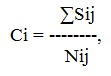 ∑Sij
Ci = --------,
Nij